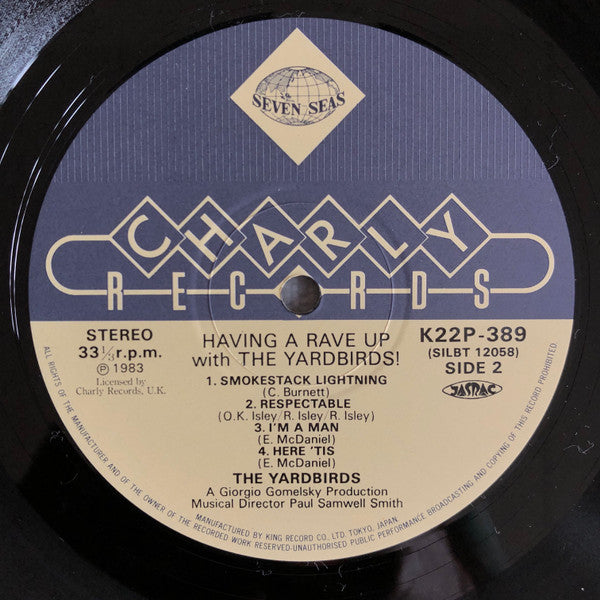 SEVEN SEAS
CHARLY
RECORDS
STEREO
33 1/3 r.p.m.
Ⓟ 1983
Licensed by
Charly Records, U.K.
HAVING A RAVE UP
with THE YARDBIRDS!
K22P-389
(SILBT 12058)
SIDE 2
JASRAC
1. SMOKESTACK LIGHTNING
(C. Burnett)
2. RESPECTABLE
(O.K. Isley/R. Isley/R. Isley)
3. I'M A MAN
(E. McDaniel)
4. HERE 'TIS
(E. McDaniel)
THE YARDBIRDS
A Giorgio Gomelsky Production
Musical Director Paul Samwell Smith
MANUFACTURED BY KING RECORD CO. LTD. TOKYO, JAPAN.
ALL RIGHTS OF THE MANUFACTURER AND OF THE OWNER OF THE RECORDED WORK RESERVED·UNAUTHORISED PUBLIC PERFORMANCE BROADCASTING AND COPYING OF THIS RECORD PROHIBITED.